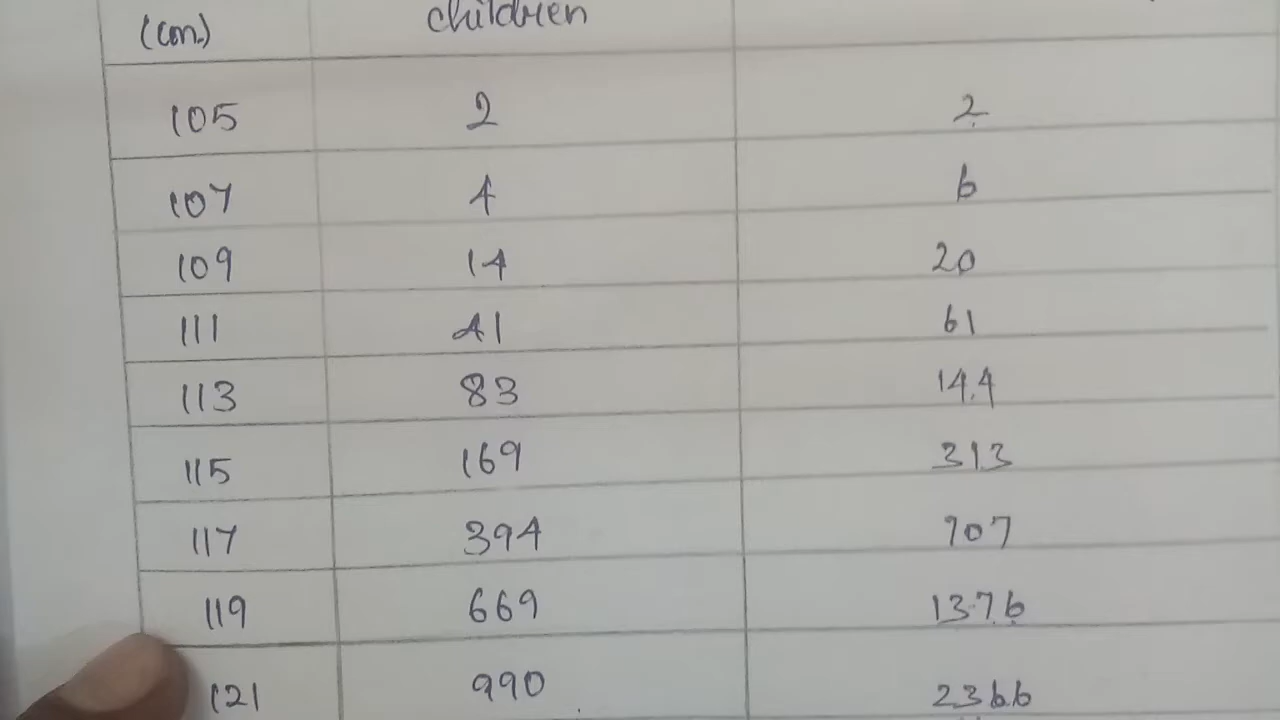 (cm.) children
105 2 2
107 4 6
109 14 20
111 41 61
113 83 144
115 169 313
117 394 707
119 669 1376
121 990 2366